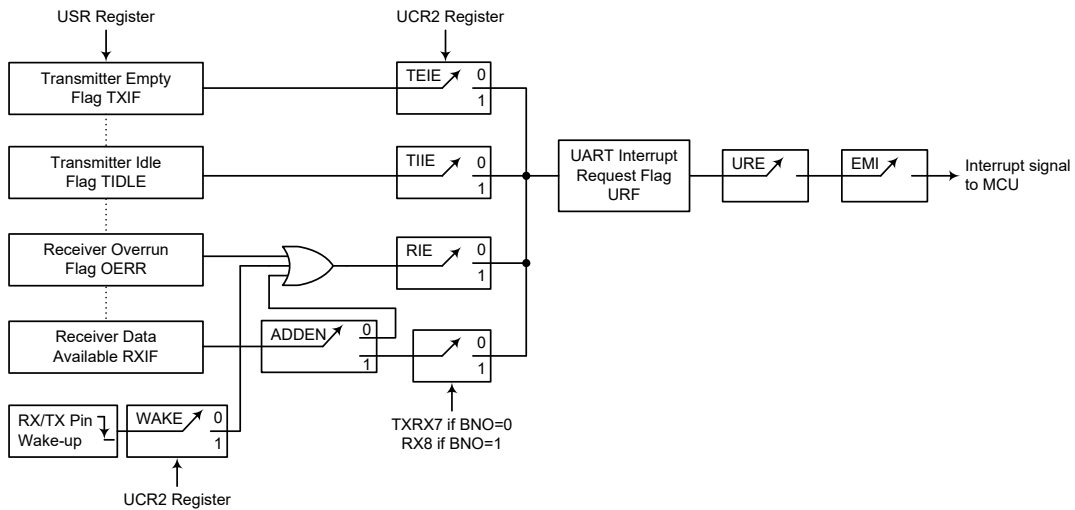 USR Register
UCR2 Register
Transmitter Empty
Flag TXIF
TEIE
0
1
Transmitter Idle
Flag TIDLE
TIIE
0
1
UART Interrupt
Request Flag
URF
URE
EMI
Interrupt signal
to MCU
Receiver Overrun
Flag OERR
RIE
0
1
Receiver Data
Available RXIF
ADDEN
0
1
0
1
RX/TX Pin
Wake-up
WAKE
0
1
TXRX7 if BNO=0
RX8 if BNO=1
UCR2 Register